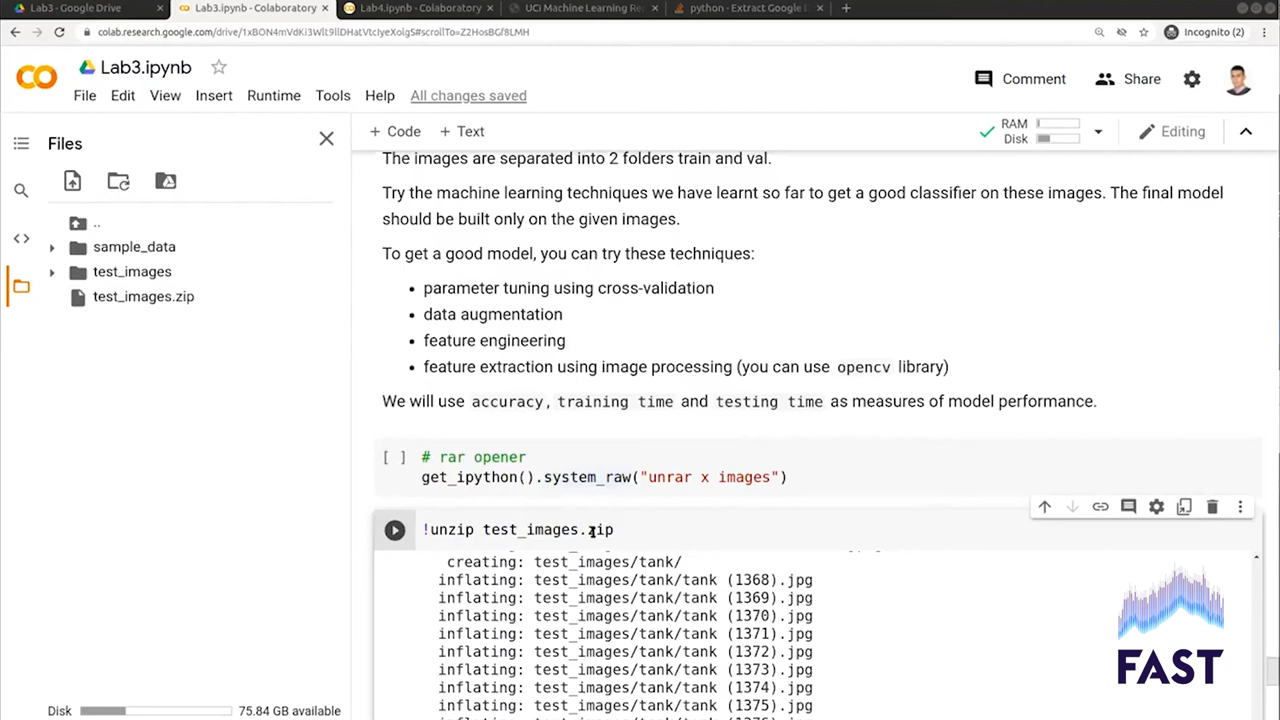 Lab3 - Google Drive
Lab3.ipynb - Colaboratory
Lab4.ipynb - Colaboratory
UCI Machine Learning Re
python - Extract Google
colab.research.google.com/drive/
Incognito (2)
Lab3.ipynb
Comment
Share
File Edit View Insert Runtime Tools Help All changes saved
Files
+ Code + Text
RAM
Disk
Editing
..
sample_data
test_images
test_images.zip
The images are separated into 2 folders train and val.
Try the machine learning techniques we have learnt so far to get a good classifier on these images. The final model
should be built only on the given images.
To get a good model, you can try these techniques:
• parameter tuning using cross-validation
• data augmentation
• feature engineering
• feature extraction using image processing (you can use opencv library)
We will use accuracy, training time and testing time as measures of model performance.
[ ] # rar opener
get_ipython().system_raw("unrar x images")
!unzip test_images.zip
creating: test_images/tank/
inflating: test_images/tank/tank (1368).jpg
inflating: test_images/tank/tank (1369).jpg
inflating: test_images/tank/tank (1370).jpg
inflating: test_images/tank/tank (1371).jpg
inflating: test_images/tank/tank (1372).jpg
inflating: test_images/tank/tank (1373).jpg
inflating: test_images/tank/tank (1374).jpg
inflating: test_images/tank/tank (1375).jpg
FAST
Disk 75.84 GB available